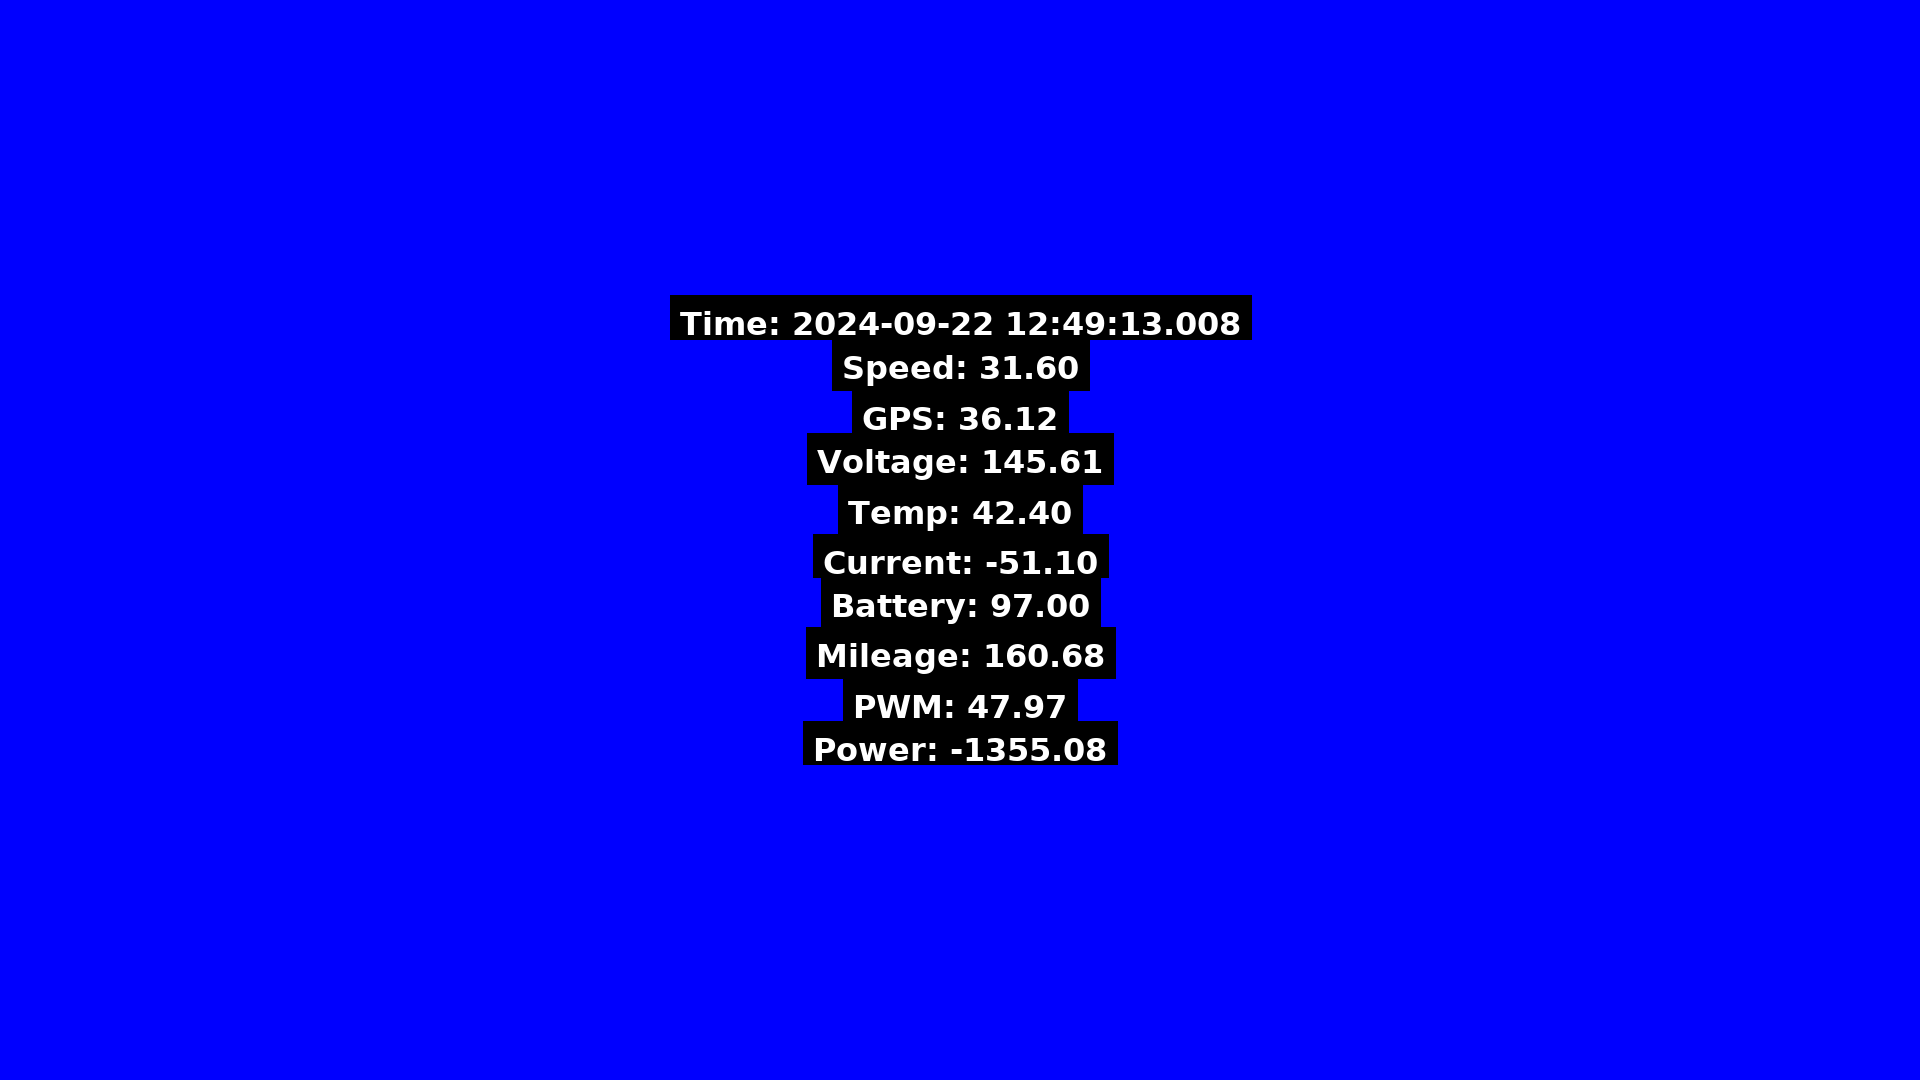 Time: 2024-09-22 12:49:13.008
Speed: 31.60
GPS: 36.12
Voltage: 145.61
Temp: 42.40
Current: -51.10
Battery: 97.00
Mileage: 160.68
PWM: 47.97
Power: -1355.08